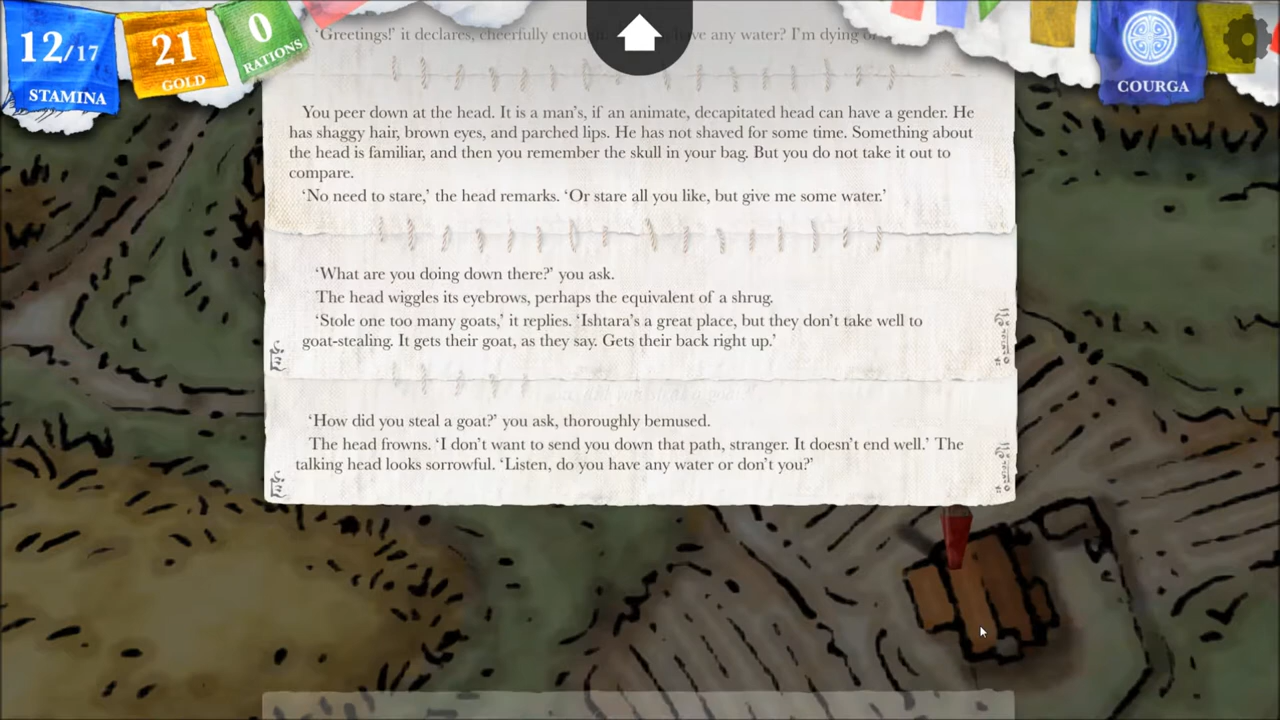 12/17
STAMINA
21
GOLD
0
RATIONS
COURGA
‘Greetings!’ it declares, cheerfully
have any water? I'm dying
You peer down at the head. It is a man's, if an animate, decapitated head can have a gender. He
has shaggy hair, brown eyes, and parched lips. He has not shaved for some time. Something about
the head is familiar, and then you remember the skull in your bag. But you do not take it out to
compare.
‘No need to stare,’ the head remarks. ‘Or stare all you like, but give me some water.’
‘What are you doing down there?’ you ask.
The head wiggles its eyebrows, perhaps the equivalent of a shrug.
‘Stole one too many goats,’ it replies. ‘Ishtara's a great place, but they don't take well to
goat-stealing. It gets their goat, as they say. Gets their back right up.’
‘How did you steal a goat?’ you ask, thoroughly bemused.
The head frowns. ‘I don't want to send you down that path, stranger. It doesn't end well.’ The
talking head looks sorrowful. ‘Listen, do you have any water or don't you?’